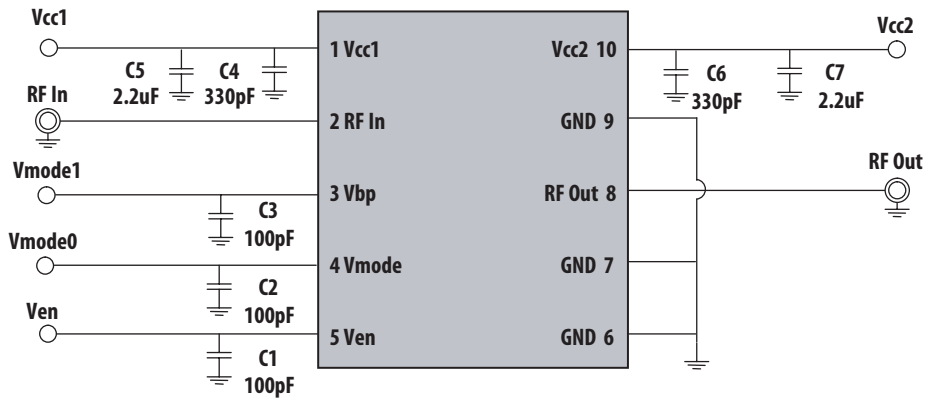 Vcc1
C5
2.2uF
C4
330pF
1 Vcc1
RF In
2 RF In
Vmode1
C3
100pF
3 Vbp
Vmode0
C2
100pF
4 Vmode
Ven
C1
100pF
5 Ven
Vcc2
Vcc2 10
C6
330pF
C7
2.2uF
GND 9
RF Out
RF Out 8
GND 7
GND 6